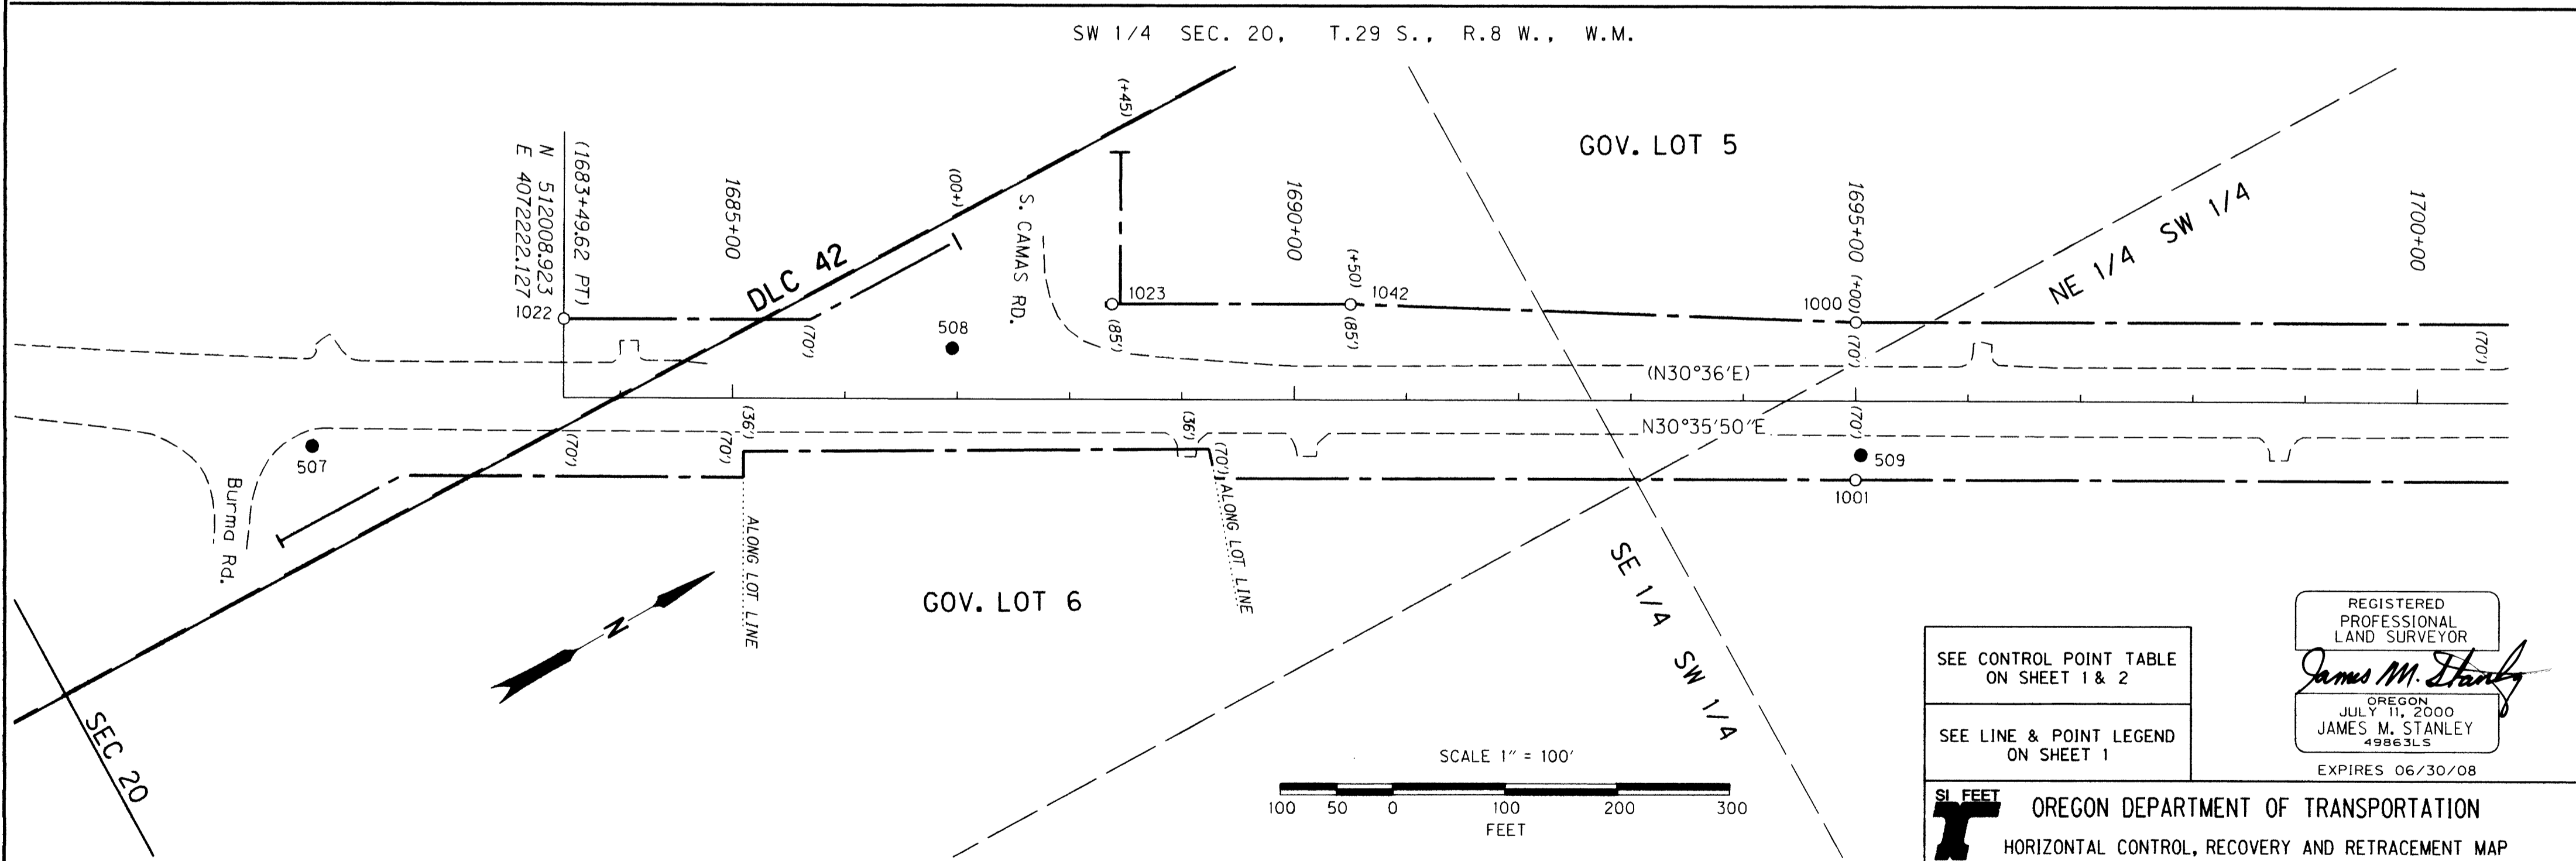 SW 1/4 SEC. 20, T.29 S., R.8 W., W.M.
(+45)
GOV. LOT 5
(1683+49.62 PT)
N 512008.923
E 4072222.127
1022
1685+00
(+00)
S. CAMAS RD.
DLC 42
(70')
508
1023
(85')
1690+00
(+50)
1042
(85')
1695+00 (+00)
1000
(70')
NE 1/4 SW 1/4
1700+00
(70')
(N30°36'E)
N30°35'50"E
507
Burma Rd.
(70')
(70')
(36')
(36')
(70')
ALONG LOT LINE
ALONG LOT LINE
(70')
509
1001
GOV. LOT 6
N
SE 1/4 SW 1/4
SEC 20
SCALE 1" = 100'
100 50 0 100 200 300
FEET
SEE CONTROL POINT TABLE
ON SHEET 1 & 2
SEE LINE & POINT LEGEND
ON SHEET 1
REGISTERED
PROFESSIONAL
LAND SURVEYOR
James M. Stanley
OREGON
JULY 11, 2000
JAMES M. STANLEY
49863LS
EXPIRES 06/30/08
SI FEET
OREGON DEPARTMENT OF TRANSPORTATION
HORIZONTAL CONTROL, RECOVERY AND RETRACEMENT MAP